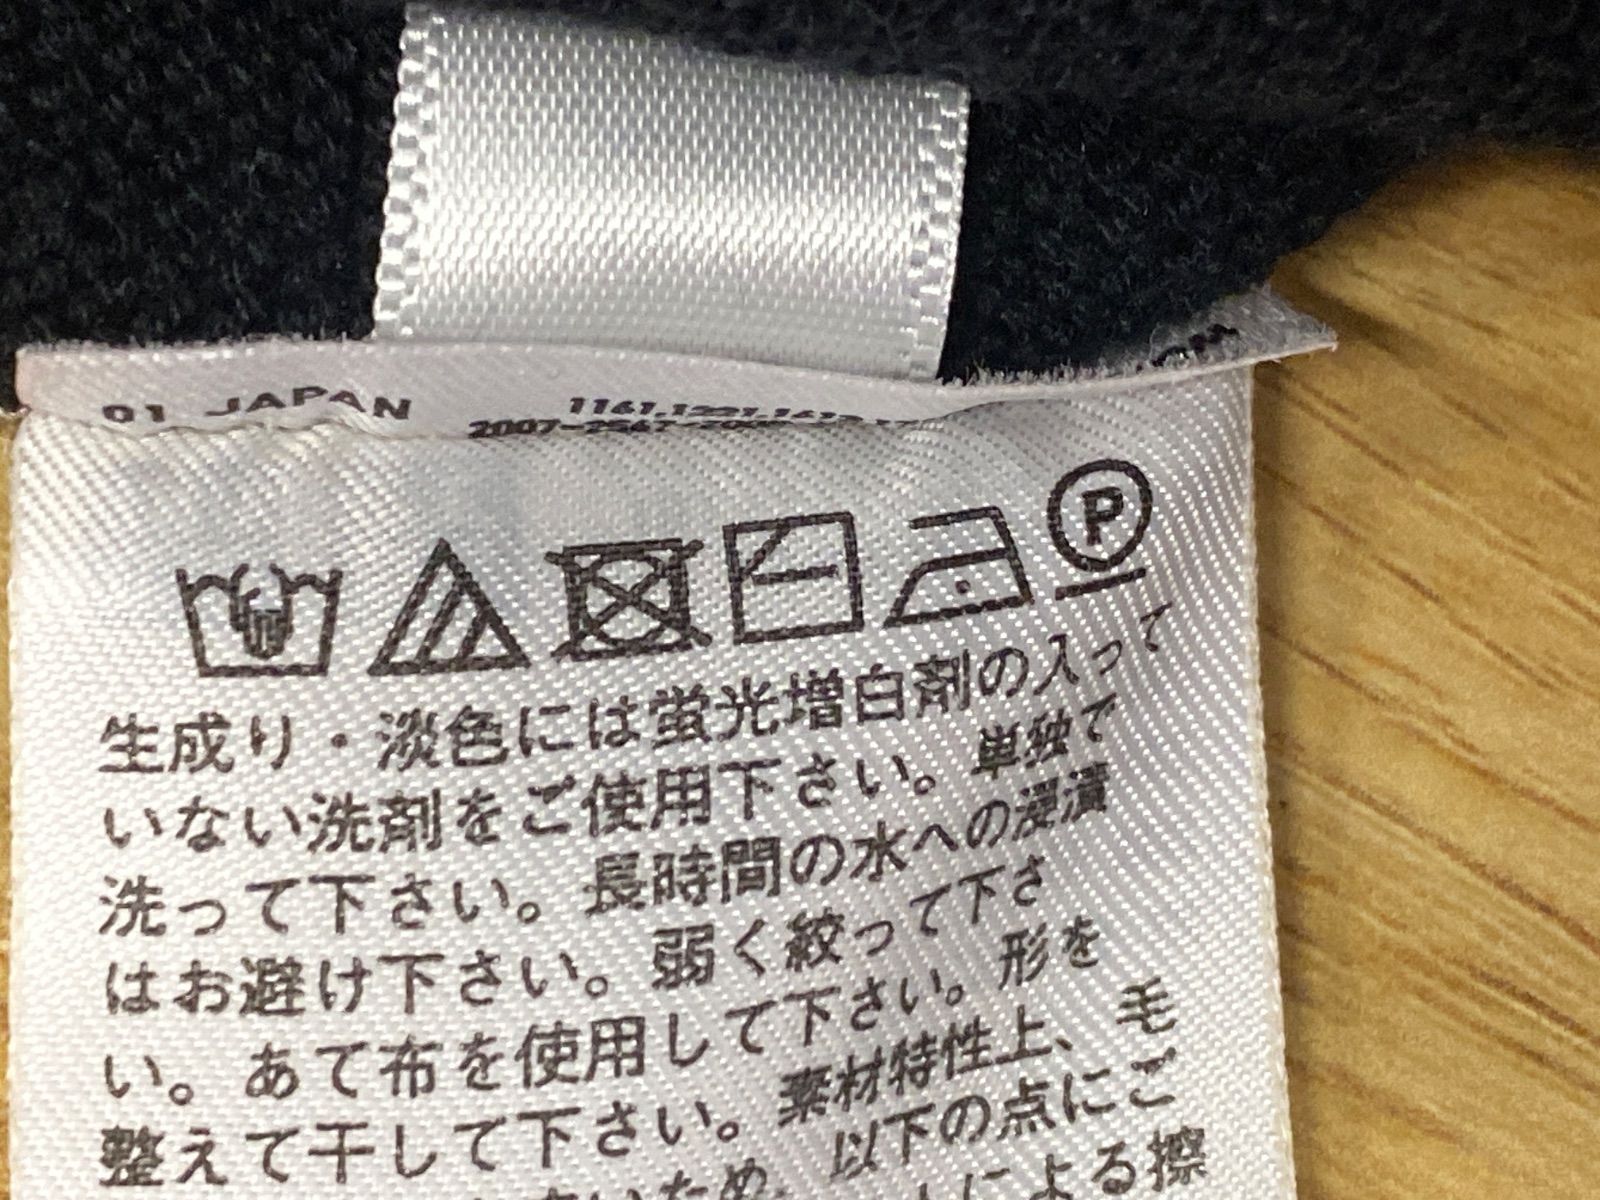 01 JAPAN
P
生成り・淡色には蛍光増白剤の入って
いない洗剤をご使用下さい。単独で
洗って下さい。長時間の水への浸漬
はお避け下さい。弱く絞って下さ
い。あて布を使用して下さい。形を
整えて干して下さい。素材特性上、毛
以下の点にご
による擦